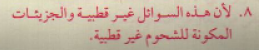 ٨. لأن هذه السوائل غير قطبية والجزيئات
المكونة للشحوم غير قطبية.